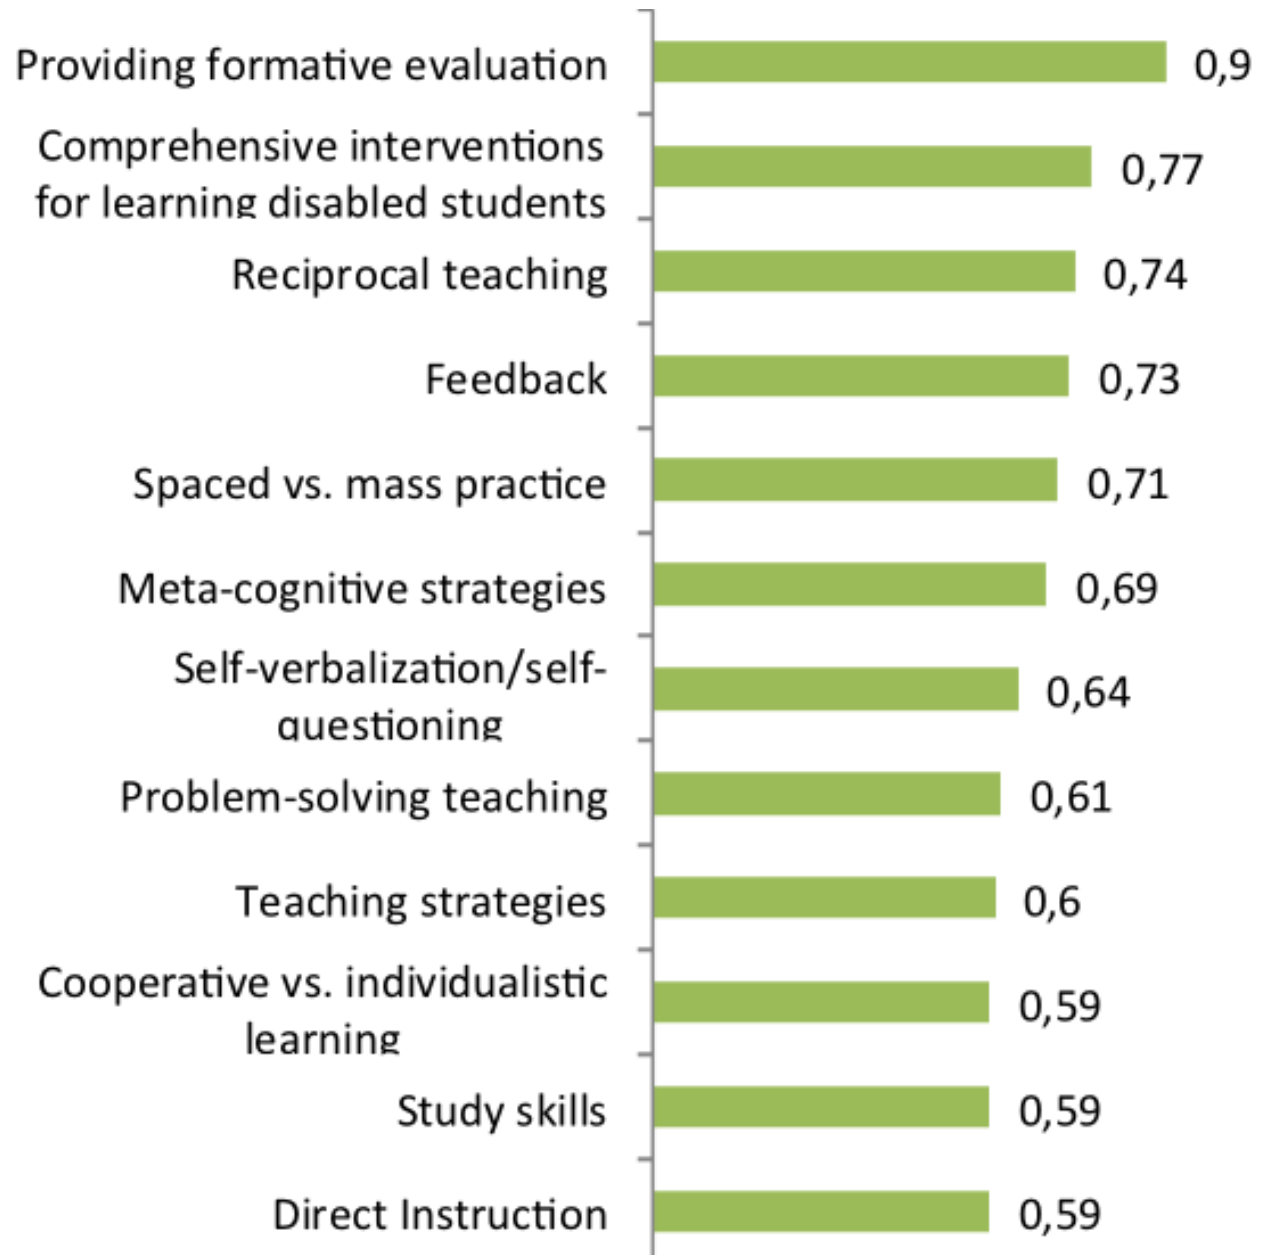 Providing formative evaluation 0,9
Comprehensive interventions
for learning disabled students 0,77
Reciprocal teaching 0,74
Feedback 0,73
Spaced vs. mass practice 0,71
Meta-cognitive strategies 0,69
Self-verbalization/self-
questioning 0,64
Problem-solving teaching 0,61
Teaching strategies 0,6
Cooperative vs. individualistic
learning 0,59
Study skills 0,59
Direct Instruction 0,59